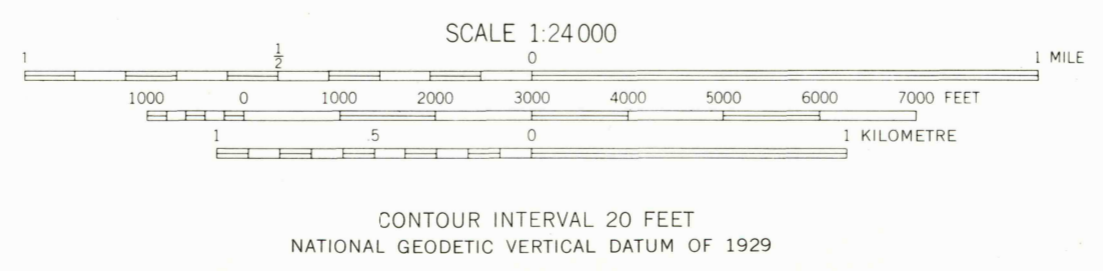 SCALE 1:24 000
1 1/2 0 1 MILE
1000 0 1000 2000 3000 4000 5000 6000 7000 FEET
1 .5 0 1 KILOMETRE
CONTOUR INTERVAL 20 FEET
NATIONAL GEODETIC VERTICAL DATUM OF 1929